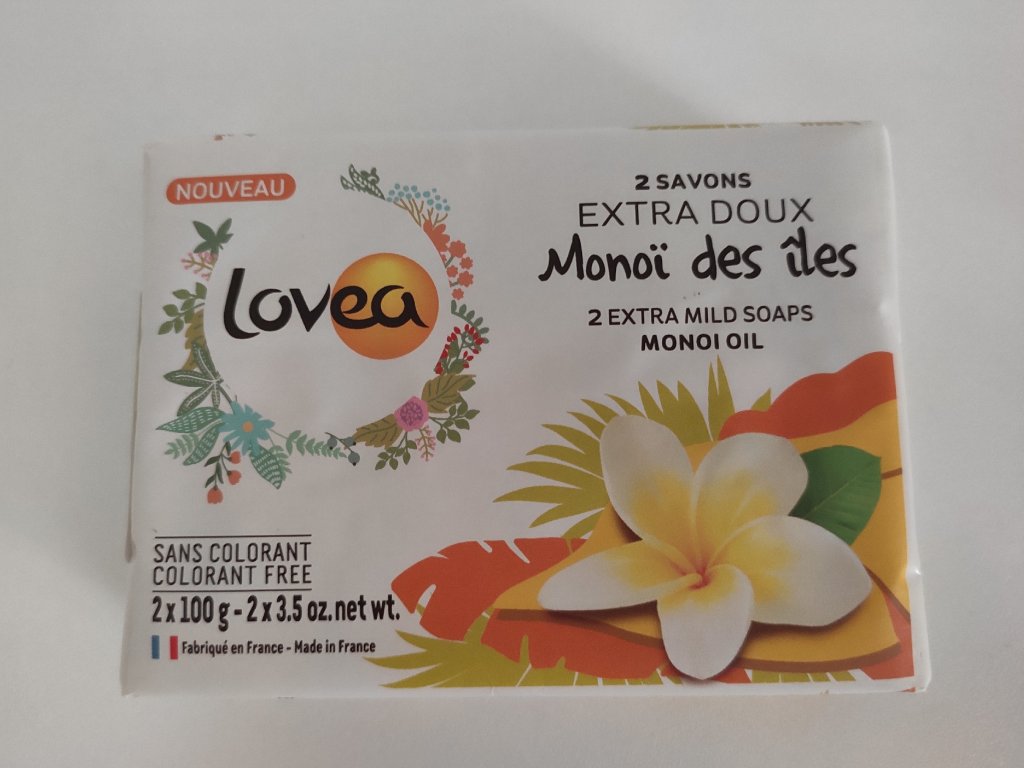 NOUVEAU
Lovea
2 SAVONS
EXTRA DOUX
Monoï des îles
2 EXTRA MILD SOAPS
MONOI OIL
SANS COLORANT
COLORANT FREE
2 x 100 g - 2 x 3.5 oz. net wt.
Fabriqué en France - Made in France